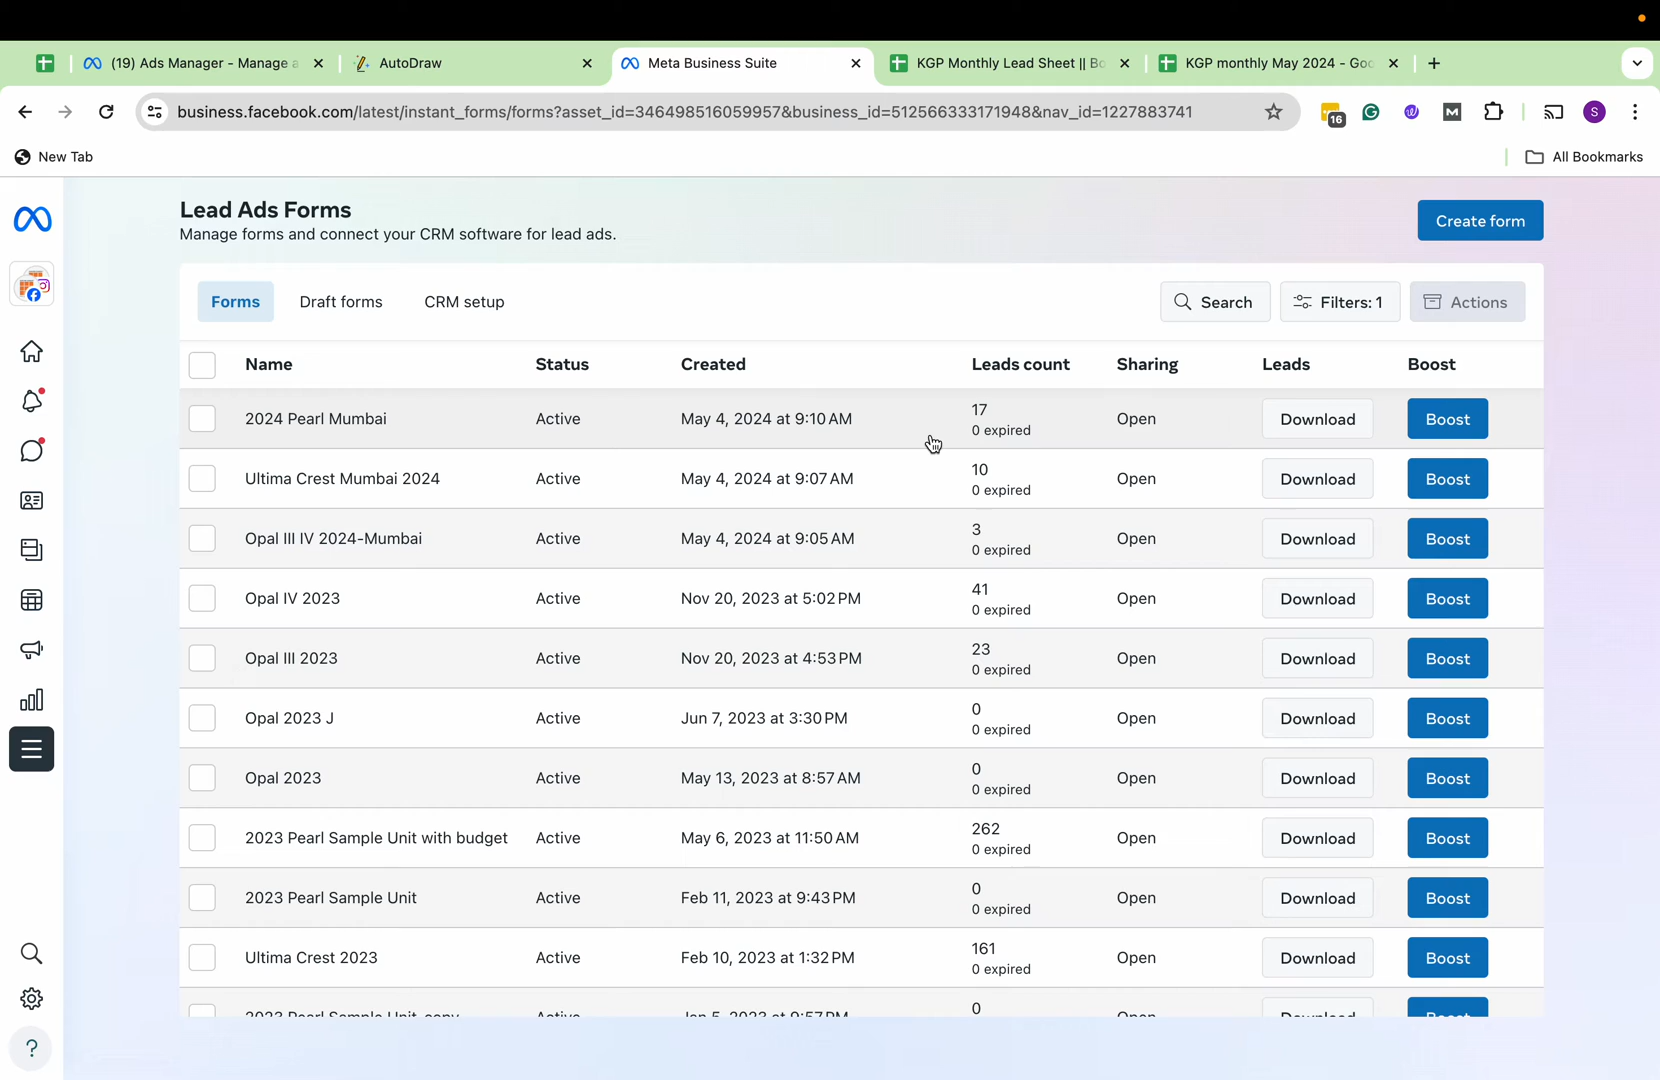 (19) Ads Manager - Manage a
AutoDraw
Meta Business Suite
KGP Monthly Lead Sheet || Bo
KGP monthly May 2024 - Goo
business.facebook.com/latest/instant_forms/forms?asset_id=346498516059957&business_id=512566333171948&nav_id=1227883741
16
S
New Tab
All Bookmarks
Lead Ads Forms
Manage forms and connect your CRM software for lead ads.
Create form
Forms Draft forms CRM setup Search Filters: 1 Actions
Name Status Created Leads count Sharing Leads Boost
2024 Pearl Mumbai Active May 4, 2024 at 9:10 AM 17 Open Download Boost
0 expired
Ultima Crest Mumbai 2024 Active May 4, 2024 at 9:07 AM 10 Open Download Boost
0 expired
Opal III IV 2024-Mumbai Active May 4, 2024 at 9:05 AM 3 Open Download Boost
0 expired
Opal IV 2023 Active Nov 20, 2023 at 5:02 PM 41 Open Download Boost
0 expired
Opal III 2023 Active Nov 20, 2023 at 4:53 PM 23 Open Download Boost
0 expired
Opal 2023 J Active Jun 7, 2023 at 3:30 PM 0 Open Download Boost
0 expired
Opal 2023 Active May 13, 2023 at 8:57 AM 0 Open Download Boost
0 expired
2023 Pearl Sample Unit with budget Active May 6, 2023 at 11:50 AM 262 Open Download Boost
0 expired
2023 Pearl Sample Unit Active Feb 11, 2023 at 9:43 PM 0 Open Download Boost
0 expired
Ultima Crest 2023 Active Feb 10, 2023 at 1:32 PM 161 Open Download Boost
0 expired
2023 Pearl Sample Unit-copy Active Jan 5, 2023 at 9:57 PM 0 Open Download Boost